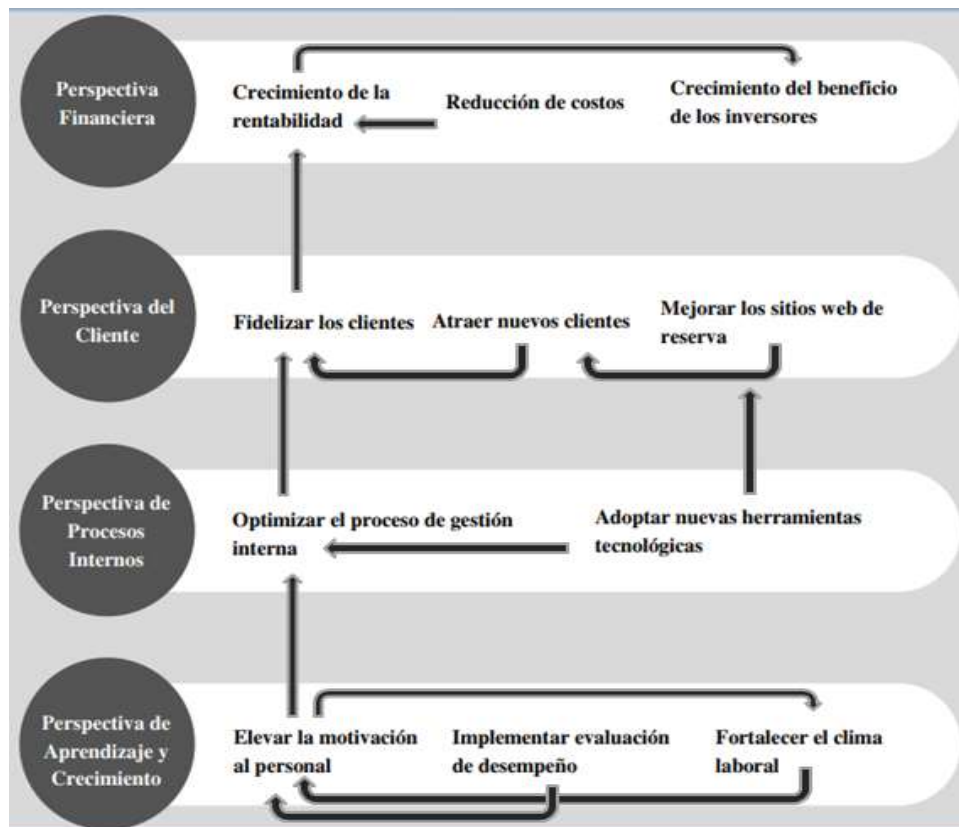 Perspectiva
Financiera
Crecimiento de la
rentabilidad
Reducción de costos
Crecimiento del beneficio
de los inversores
Perspectiva del
Cliente
Fidelizar los clientes
Atraer nuevos clientes
Mejorar los sitios web de
reserva
Perspectiva de
Procesos
Internos
Optimizar el proceso de gestión
interna
Adoptar nuevas herramientas
tecnológicas
Perspectiva de
Aprendizaje y
Crecimiento
Elevar la motivación
al personal
Implementar evaluación
de desempeño
Fortalecer el clima
laboral